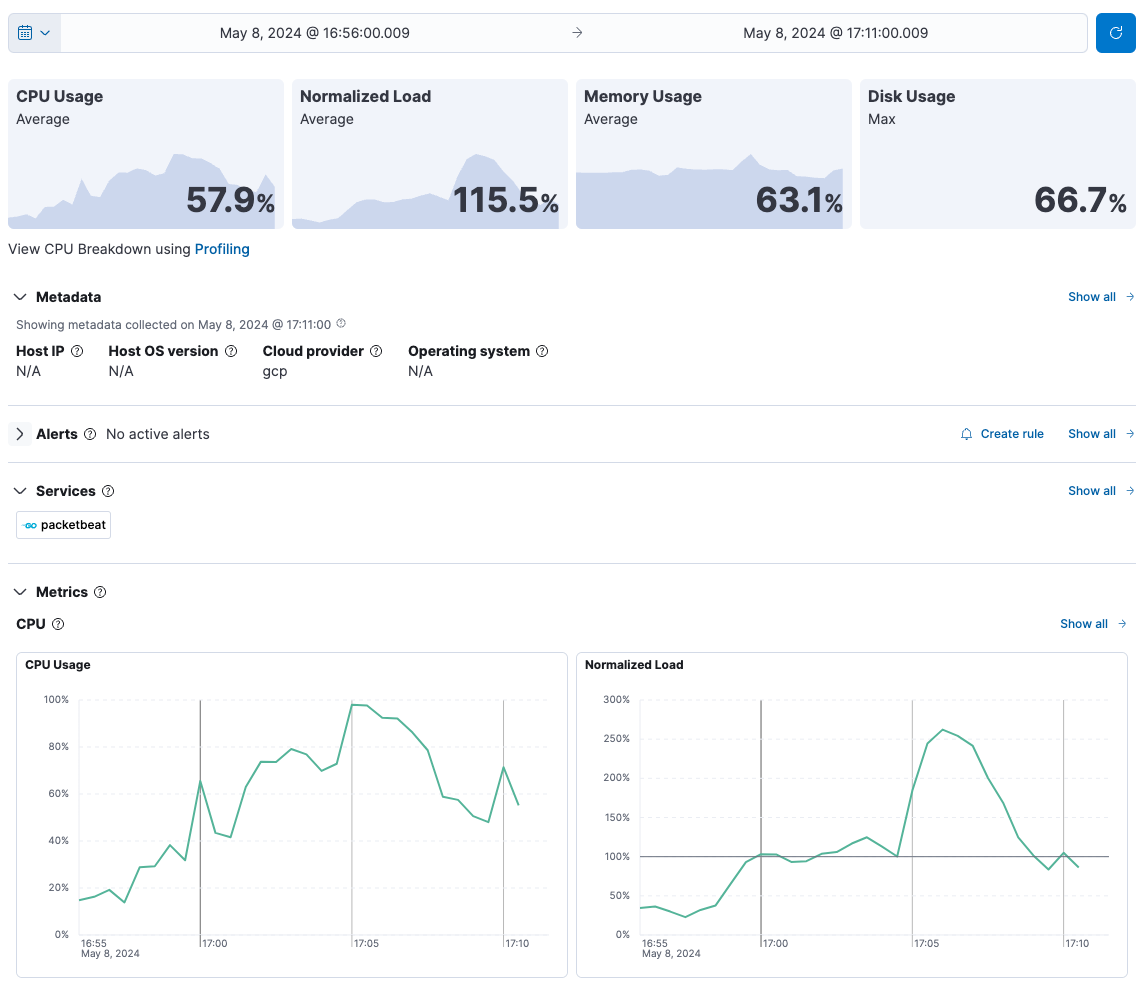 May 8, 2024 @ 16:56:00.009 → May 8, 2024 @ 17:11:00.009
CPU Usage
Average
57.9%
Normalized Load
Average
115.5%
Memory Usage
Average
63.1%
Disk Usage
Max
66.7%
View CPU Breakdown using Profiling
Metadata
Show all →
Showing metadata collected on May 8, 2024 @ 17:11:00
Host IP
N/A
Host OS version
N/A
Cloud provider
gcp
Operating system
N/A
Alerts No active alerts
Create rule
Show all →
Services
Show all →
GO packetbeat
Metrics
CPU
Show all →
CPU Usage
100%
80%
60%
40%
20%
0%
16:55
May 8, 2024
17:00
17:05
17:10
Normalized Load
300%
250%
200%
150%
100%
50%
0%
16:55
May 8, 2024
17:00
17:05
17:10